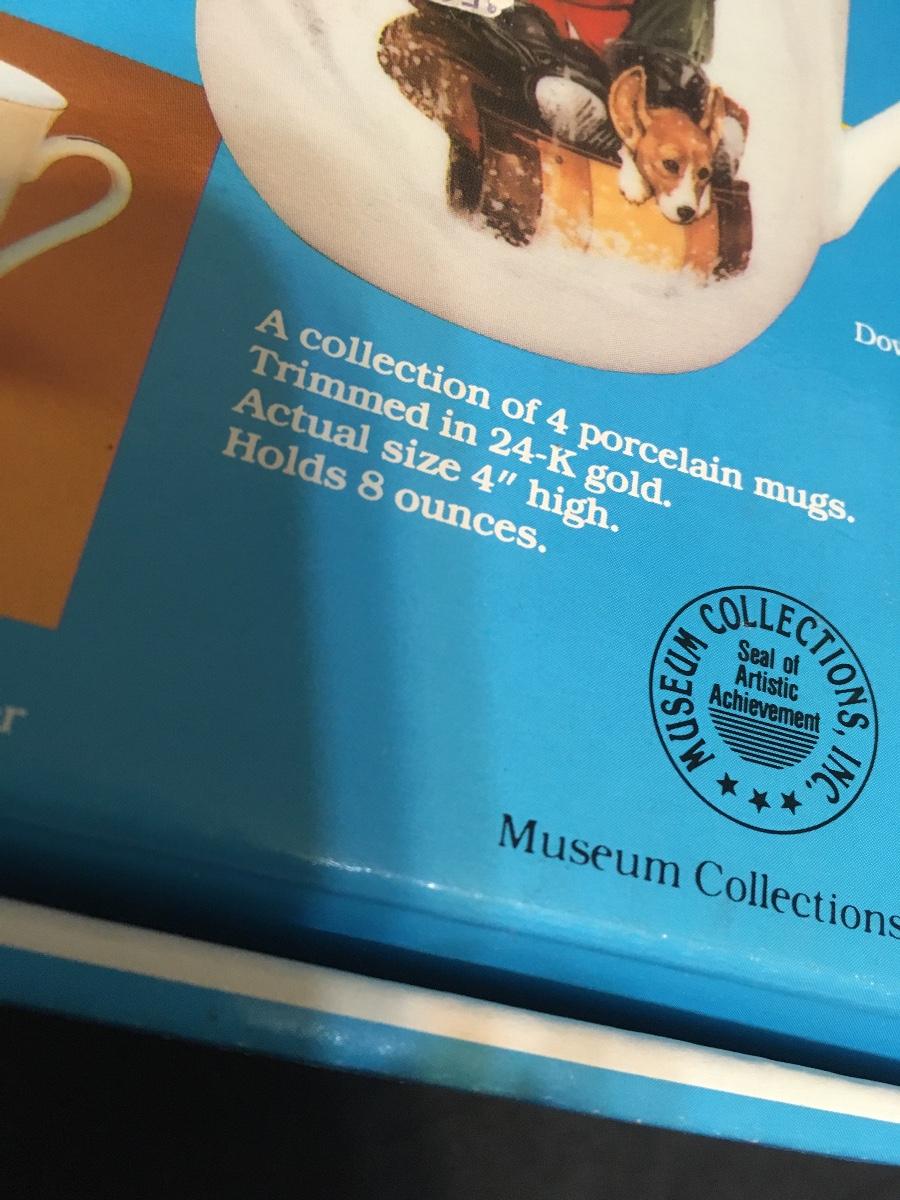 A collection of 4 porcelain mugs.
Trimmed in 24-K gold.
Actual size 4" high.
Holds 8 ounces.
MUSEUM COLLECTIONS, INC.
Seal of
Artistic
Achievement
Museum Collections